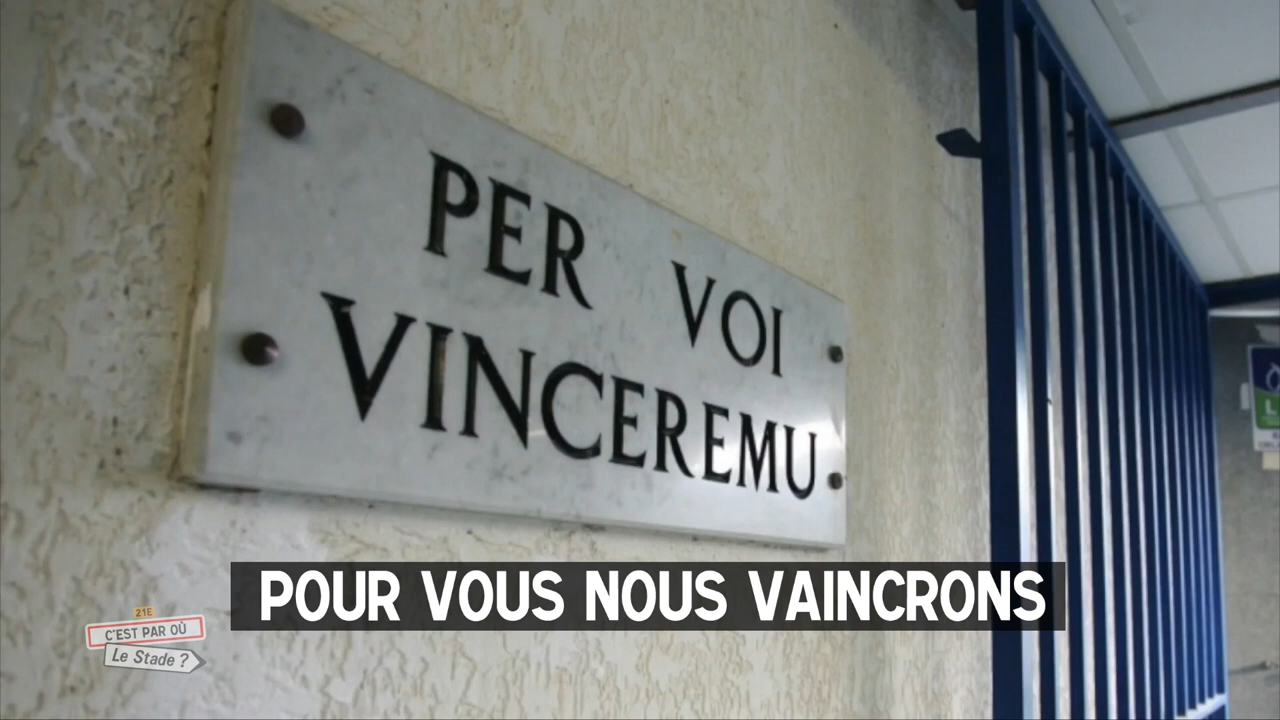 PER VOI
VINCEREMU
POUR VOUS NOUS VAINCRONS
21E
C'EST PAR OÙ
Le Stade ?